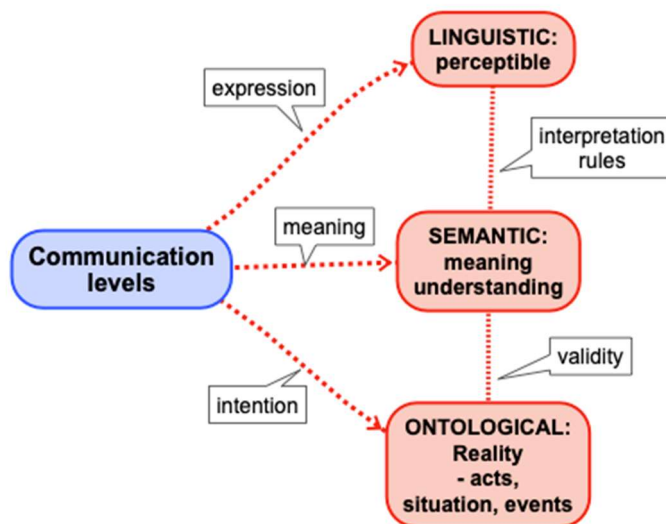 LINGUISTIC:
perceptible
expression
interpretation
rules
meaning
Communication
levels
SEMANTIC:
meaning
understanding
validity
intention
ONTOLOGICAL:
Reality
- acts,
situation, events